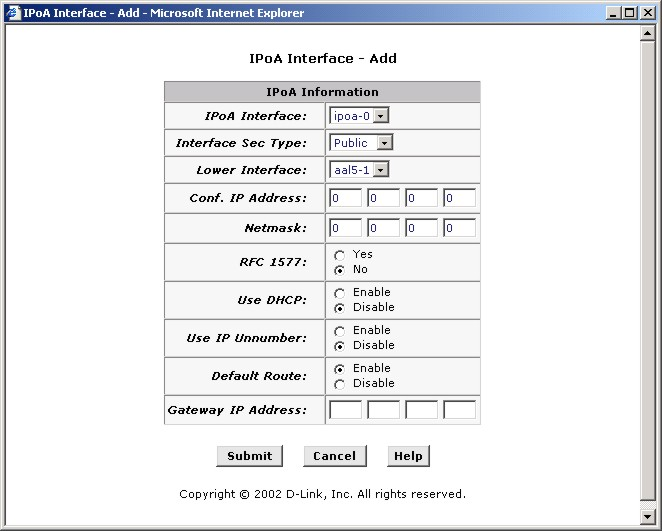 IPoA Interface - Add - Microsoft Internet Explorer
IPoA Interface - Add
IPoA Information
IPoA Interface: ipoa-0
Interface Sec Type: Public
Lower Interface: aal5-1
Conf. IP Address: 0 0 0 0
Netmask: 0 0 0 0
RFC 1577: Yes
No
Use DHCP: Enable
Disable
Use IP Unnumber: Enable
Disable
Default Route: Enable
Disable
Gateway IP Address:
Submit Cancel Help
Copyright © 2002 D-Link, Inc. All rights reserved.